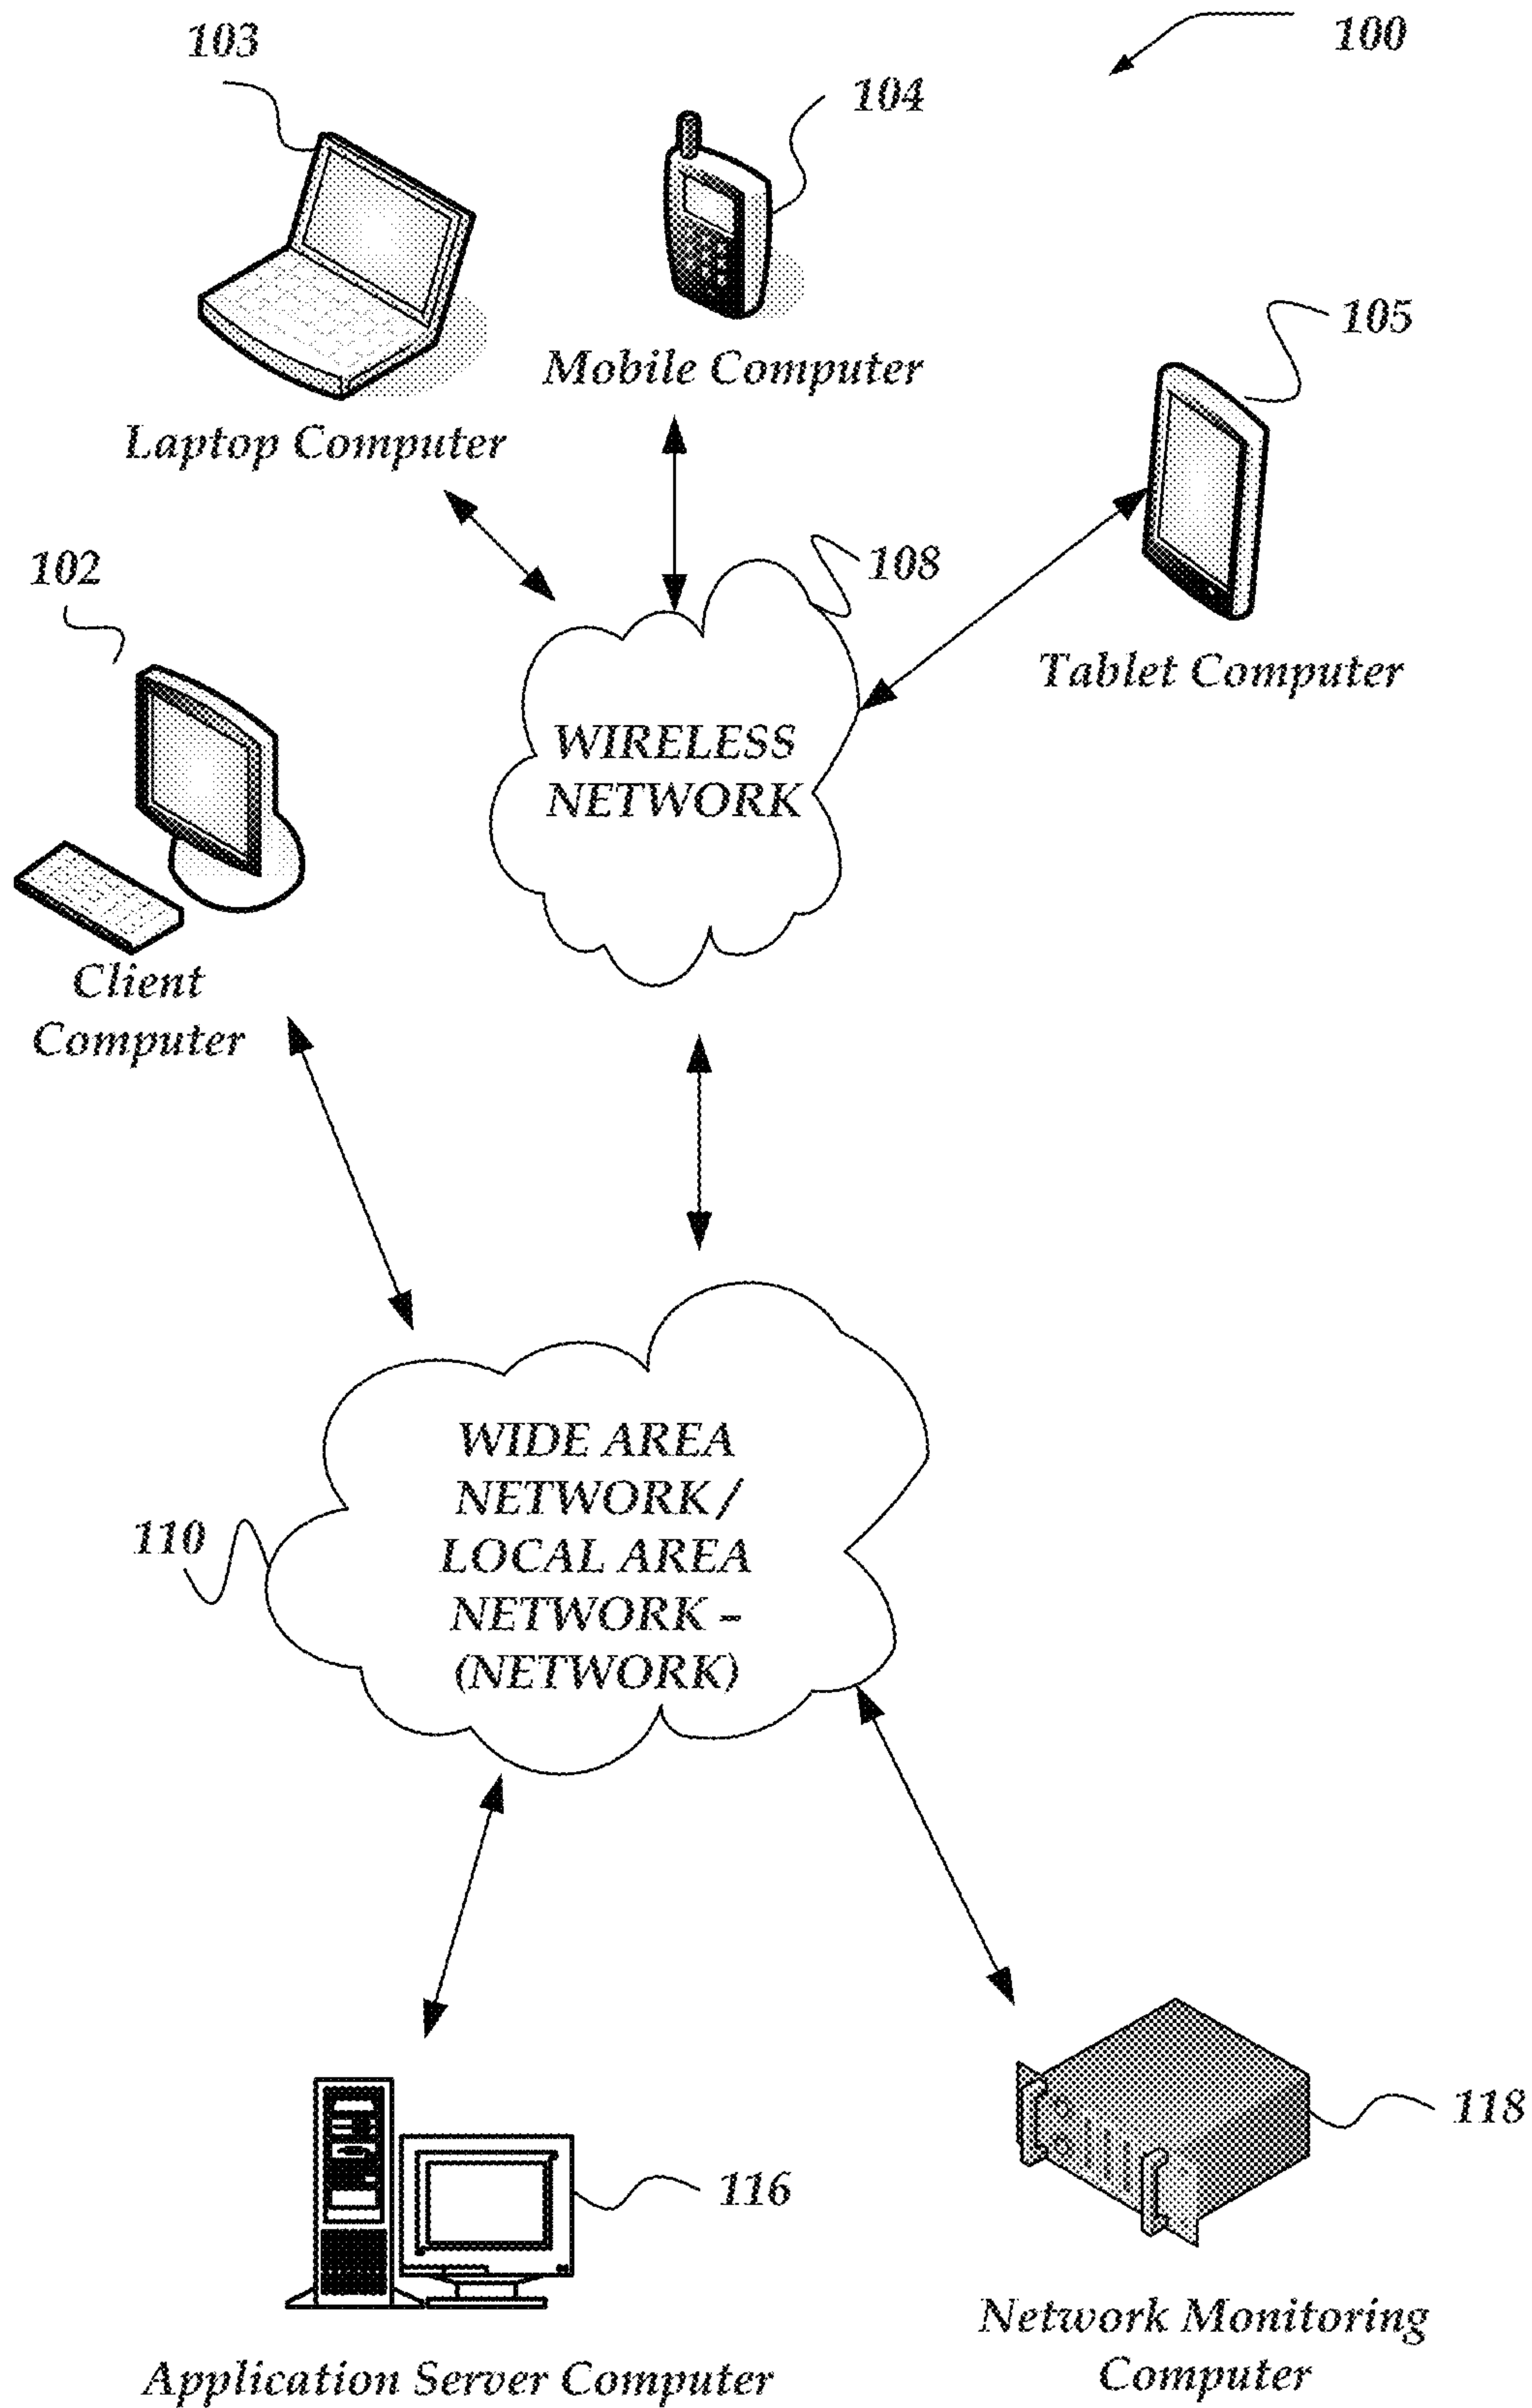 103
100
104
105
Mobile Computer
Laptop Computer
102
108
Tablet Computer
WIRELESS
NETWORK
Client
Computer
WIDE AREA
NETWORK /
LOCAL AREA
NETWORK –
(NETWORK)
110
118
116
Network Monitoring
Computer
Application Server Computer